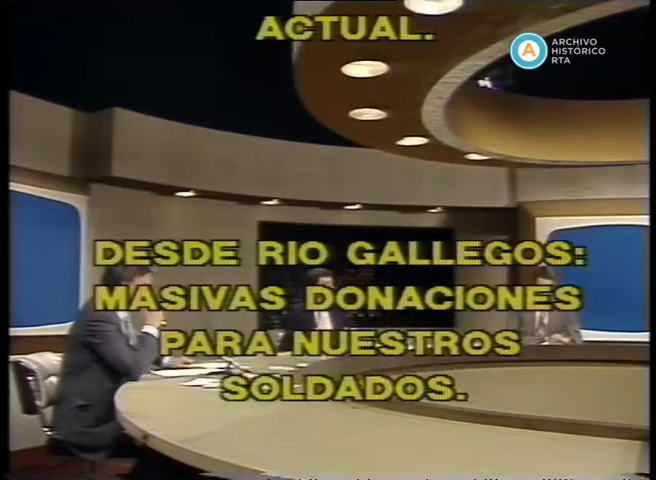 ACTUAL.
ARCHIVO
HISTÓRICO
RTA
DESDE RIO GALLEGOS:
MASIVAS DONACIONES
PARA NUESTROS
SOLDADOS.